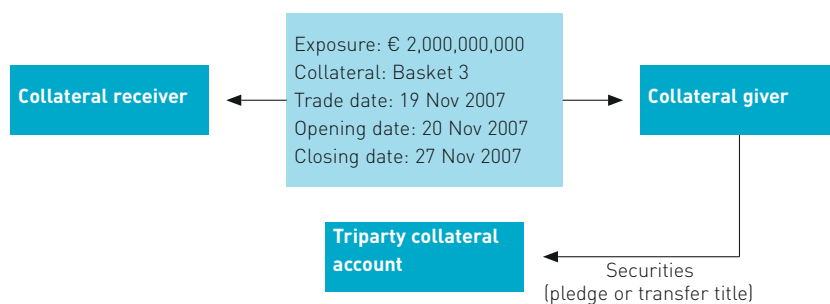 Exposure: € 2,000,000,000
Collateral: Basket 3
Trade date: 19 Nov 2007
Opening date: 20 Nov 2007
Closing date: 27 Nov 2007
Collateral receiver
Collateral giver
Triparty collateral
account
Securities
(pledge or transfer title)